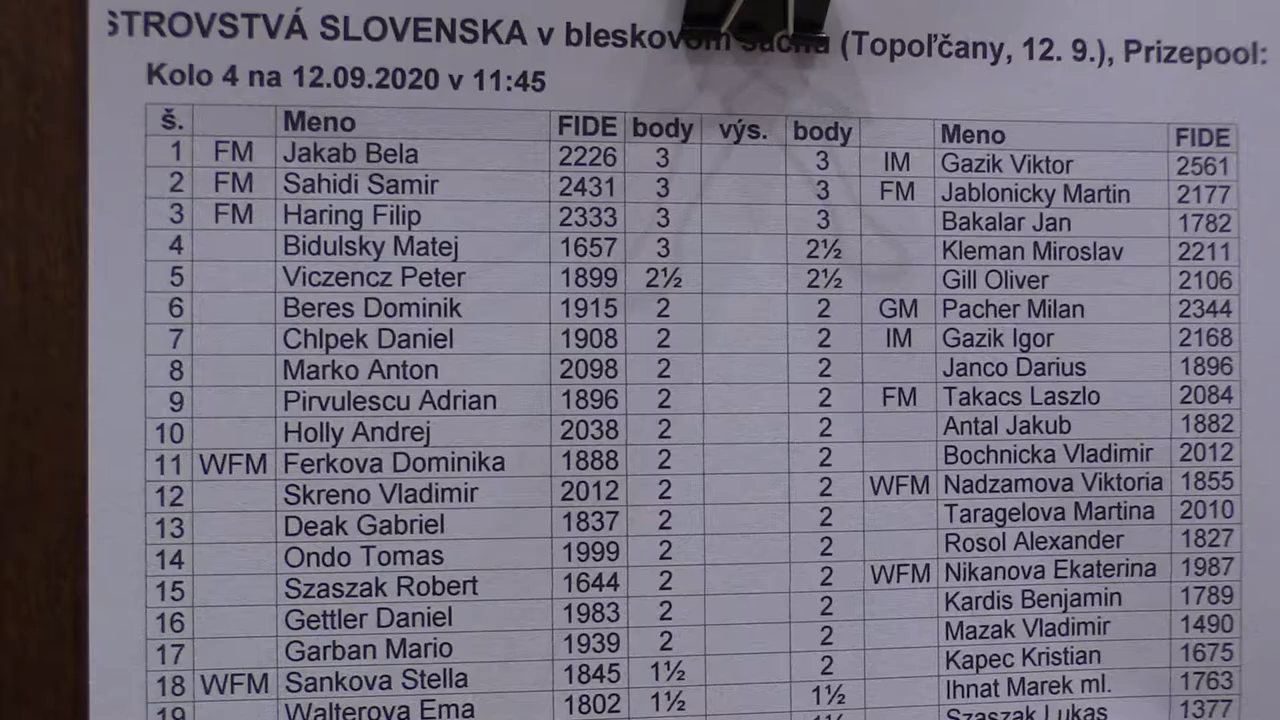 STROVSTVÁ SLOVENSKA v bleskovom šachu (Topoľčany, 12. 9.), Prizepool:
Kolo 4 na 12.09.2020 v 11:45
š. Meno FIDE body výs. body Meno FIDE
1 FM Jakab Bela 2226 3 3 IM Gazik Viktor 2561
2 FM Sahidi Samir 2431 3 3 FM Jablonicky Martin 2177
3 FM Haring Filip 2333 3 3 Bakalar Jan 1782
4 Bidulsky Matej 1657 3 2½ Kleman Miroslav 2211
5 Viczencz Peter 1899 2½ 2½ Gill Oliver 2106
6 Beres Dominik 1915 2 2 GM Pacher Milan 2344
7 Chlpek Daniel 1908 2 2 IM Gazik Igor 2168
8 Marko Anton 2098 2 2 Janco Darius 1896
9 Pirvulescu Adrian 1896 2 2 FM Takacs Laszlo 2084
10 Holly Andrej 2038 2 2 Antal Jakub 1882
11 WFM Ferkova Dominika 1888 2 2 Bochnicka Vladimir 2012
12 Skreno Vladimir 2012 2 2 WFM Nadzamova Viktoria 1855
13 Deak Gabriel 1837 2 2 Taragelova Martina 2010
14 Ondo Tomas 1999 2 2 Rosol Alexander 1827
15 Szaszak Robert 1644 2 2 WFM Nikanova Ekaterina 1987
16 Gettler Daniel 1983 2 2 Kardis Benjamin 1789
17 Garban Mario 1939 2 2 Mazak Vladimir 1490
18 WFM Sankova Stella 1845 1½ 2 Kapec Kristian 1675
19 Walterova Ema 1802 1½ 1½ Ihnat Marek ml. 1763
Szaszak Lukas 1377